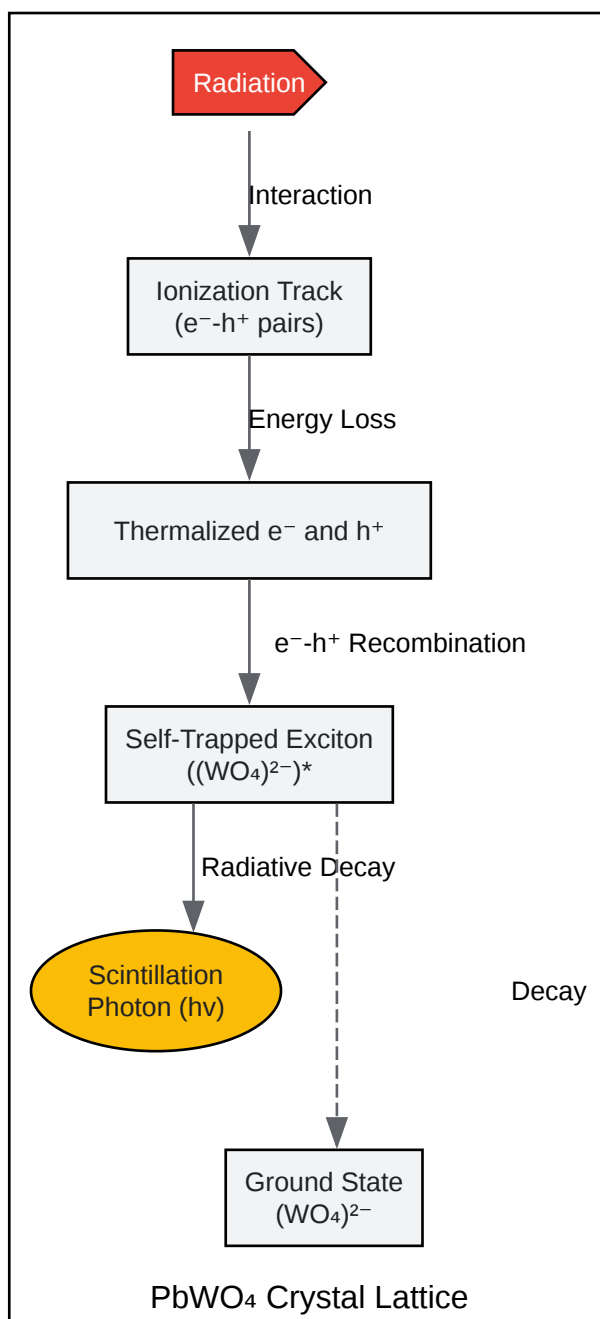 Radiation
Interaction
Ionization Track
(e⁻-h⁺ pairs)
Energy Loss
Thermalized e⁻ and h⁺
e⁻-h⁺ Recombination
Self-Trapped Exciton
((WO₄)²⁻)*
Radiative Decay
Scintillation
Photon (hv)
Decay
Ground State
(WO₄)²⁻
PbWO₄ Crystal Lattice